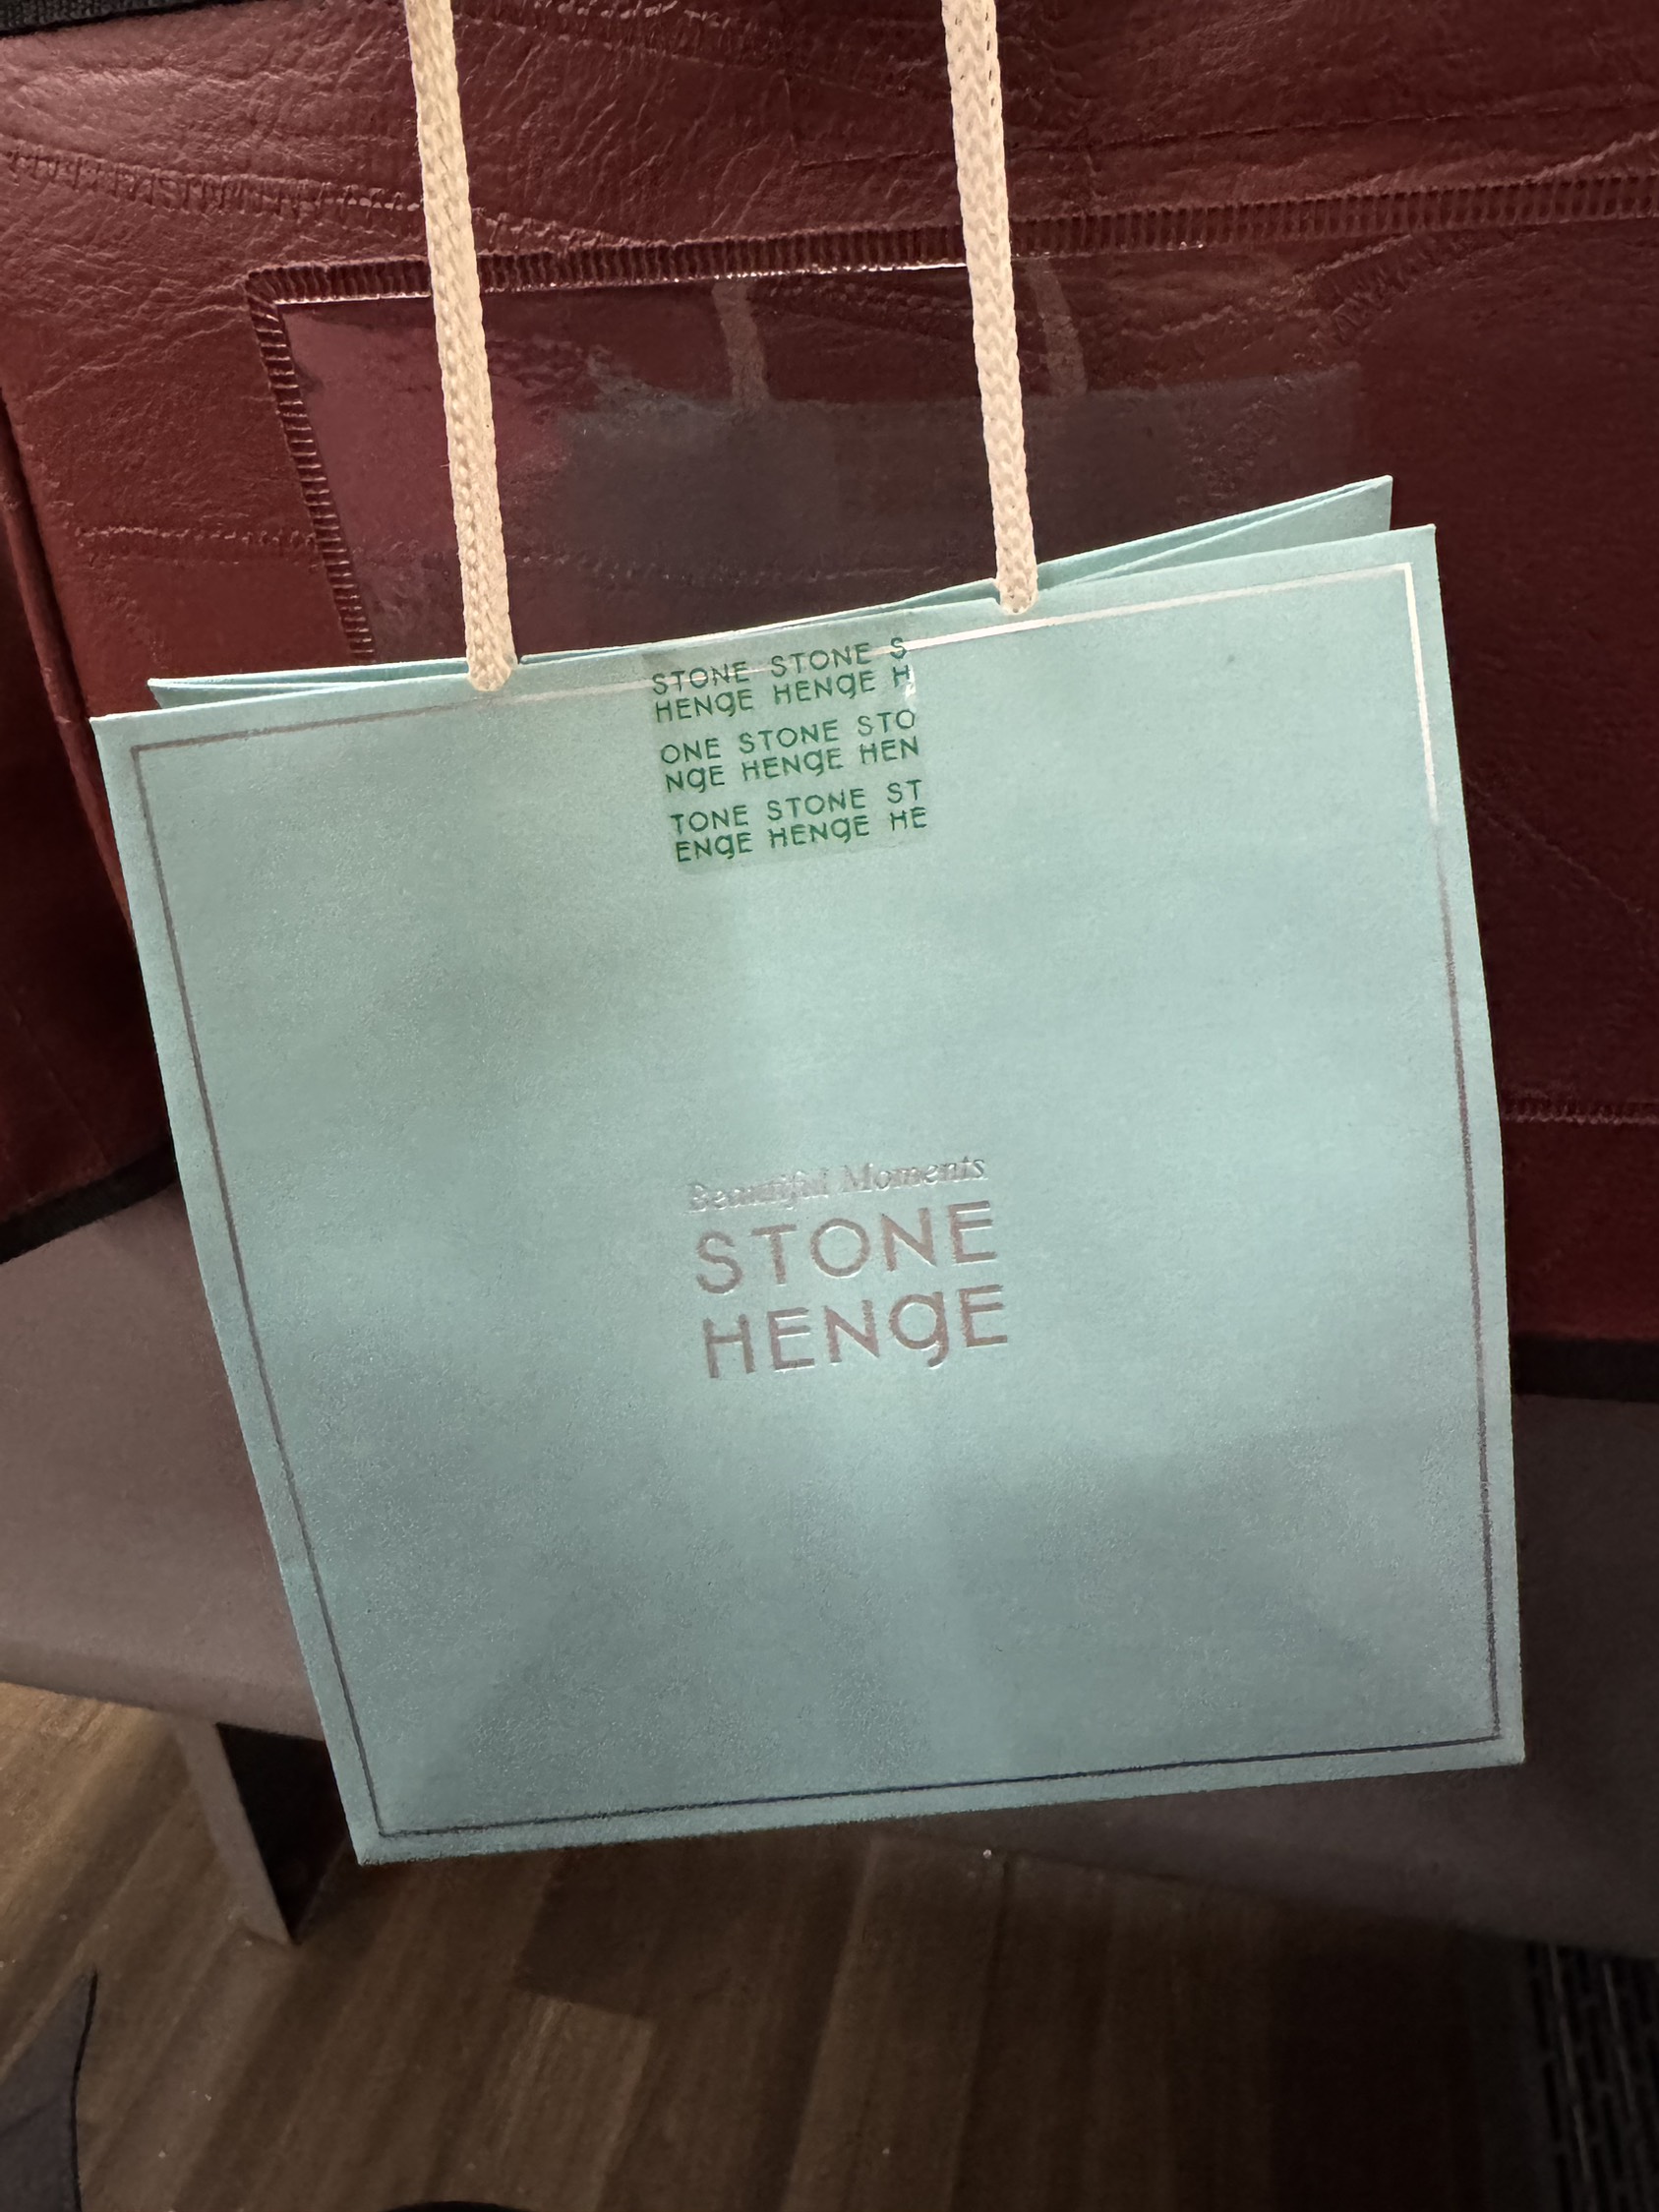 STONE STONE S
HENGE HENGE H
ONE STONE STO
NGE HENGE HEN
TONE STONE ST
ENGE HENGE HE
Beautiful Moments
STONE
HENGE